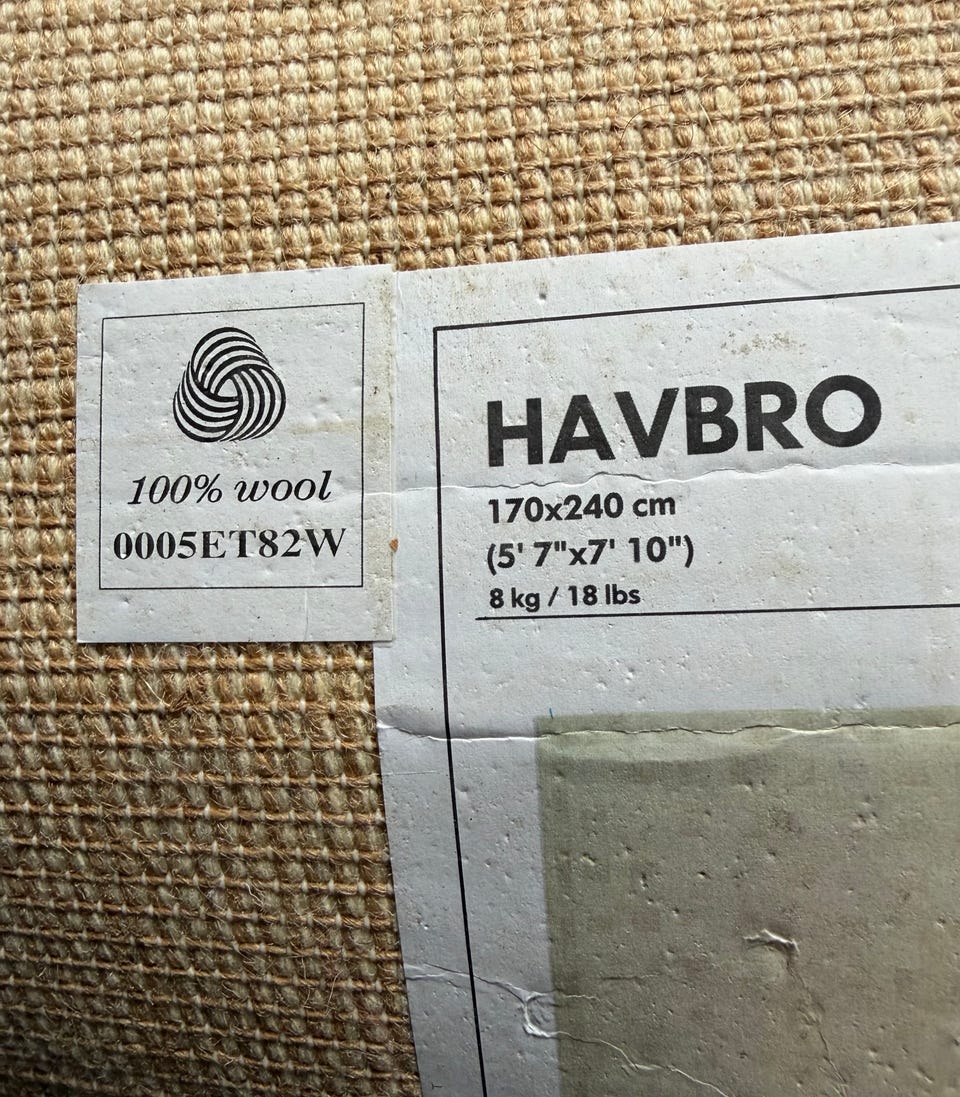 100% wool
0005ET82W
HAVBRO
170x240 cm
(5' 7"x7' 10")
8 kg / 18 lbs